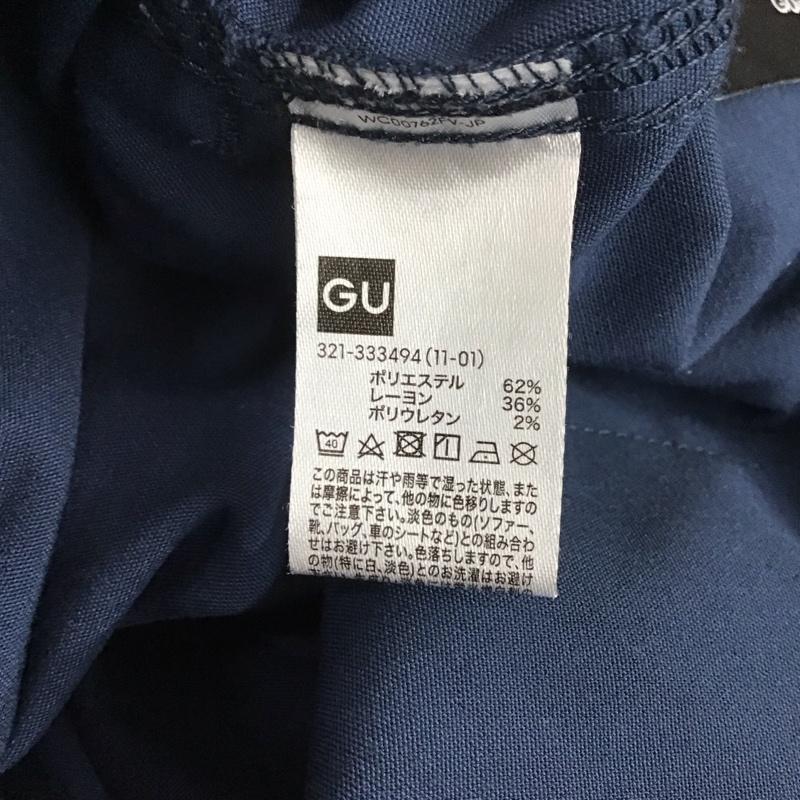 WC00762FV-JP
GU
321-333494(11-01)
ポリエステル 62%
レーヨン 36%
ポリウレタン 2%
40
この商品は汗や雨等で湿った状態、また
は摩擦によって、他の物に色移りしますの
でご注意下さい。淡色のもの(ソファー、
靴、バッグ、車のシートなど)との組み合わ
せはお避け下さい。色落ちしますので、他
の物(特に白、淡色)とのお洗濯はお避け